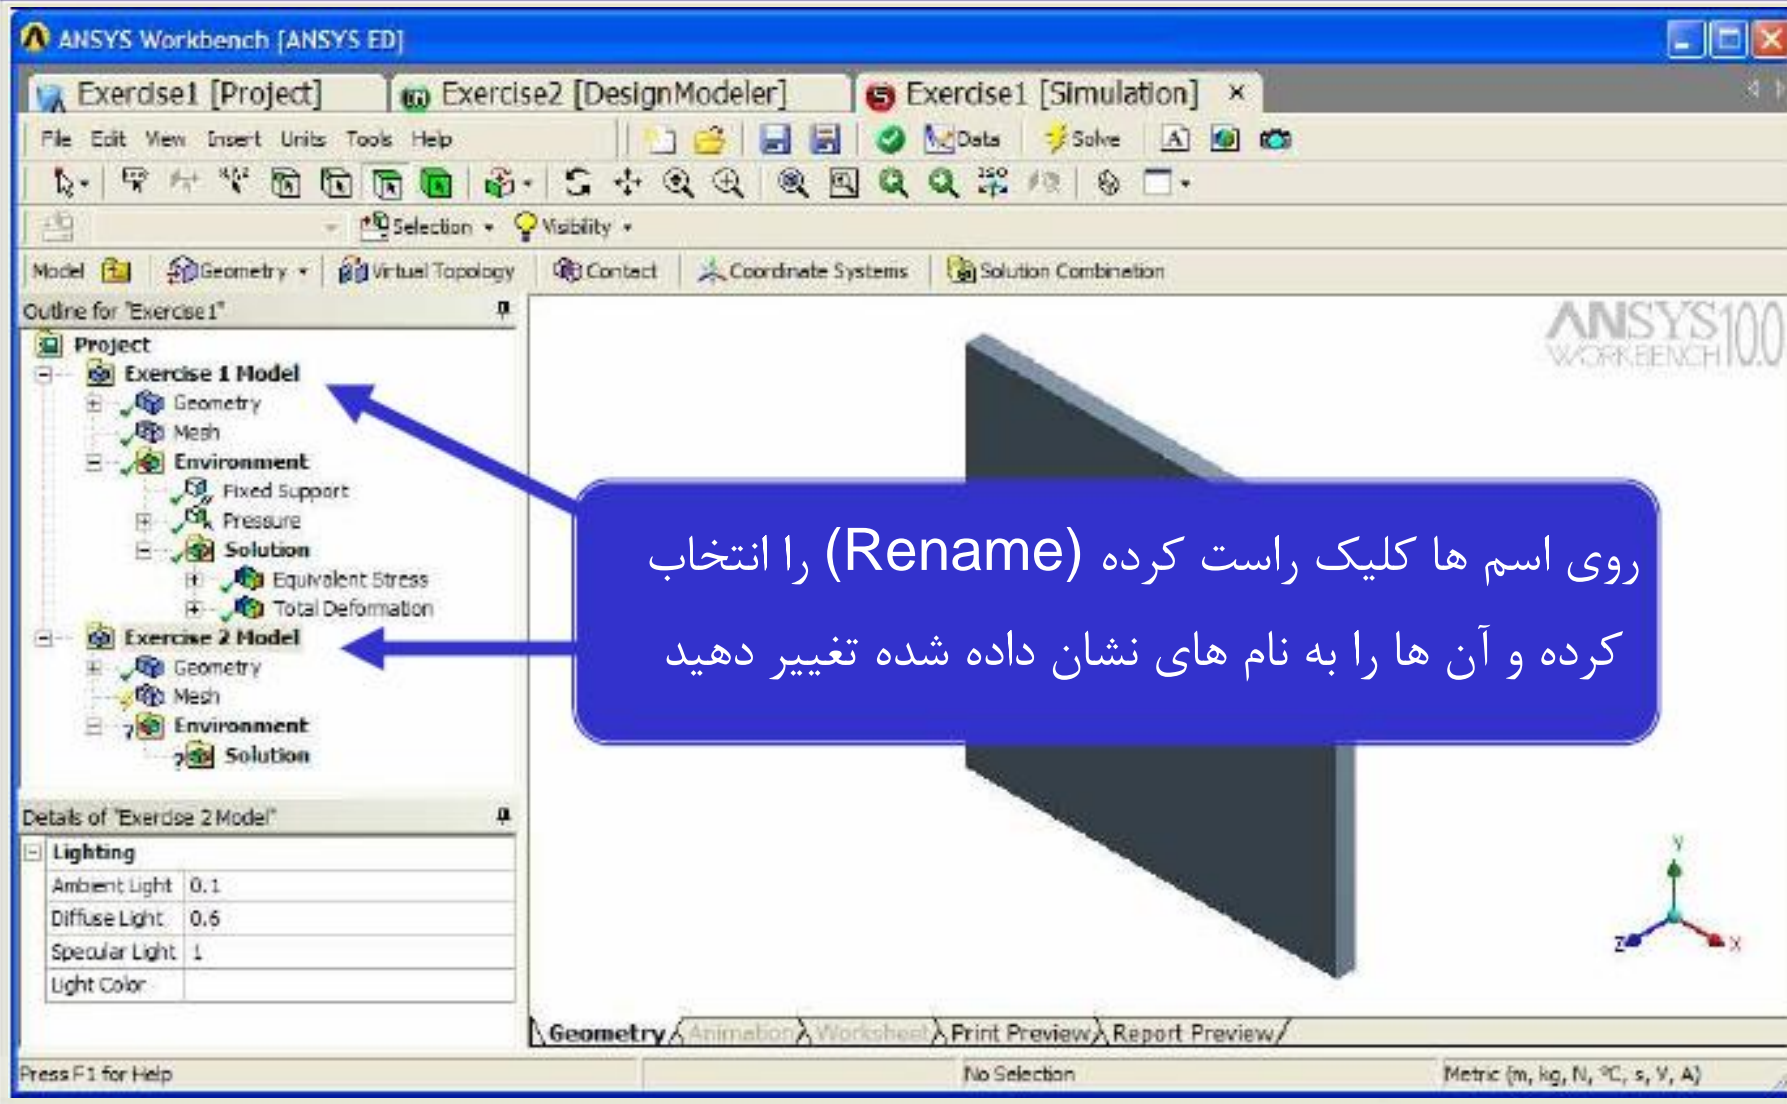 ANSYS Workbench [ANSYS ED]
Exercise1 [Project]
Exercise2 [DesignModeler]
Exercise1 [Simulation]
File Edit View Insert Units Tools Help
Data
Solve
Selection
Visibility
Model
Geometry
Virtual Topology
Contact
Coordinate Systems
Solution Combination
Outline for "Exercise1"
Project
Exercise 1 Model
Geometry
Mesh
Environment
Fixed Support
Pressure
Solution
Equivalent Stress
Total Deformation
Exercise 2 Model
Geometry
Mesh
Environment
Solution
ANSYS10.0
WORKBENCH
روی اسم ها کلیک راست کرده (Rename) را انتخاب
کرده و آن ها را به نام های نشان داده شده تغییر دهید
Details of "Exercise 2 Model"
Lighting
Ambient Light 0.1
Diffuse Light 0.6
Specular Light 1
Light Color
Y
Z
X
Geometry
Animation
Worksheet
Print Preview
Report Preview
Press F1 for Help
No Selection
Metric (m, kg, N, °C, s, V, A)